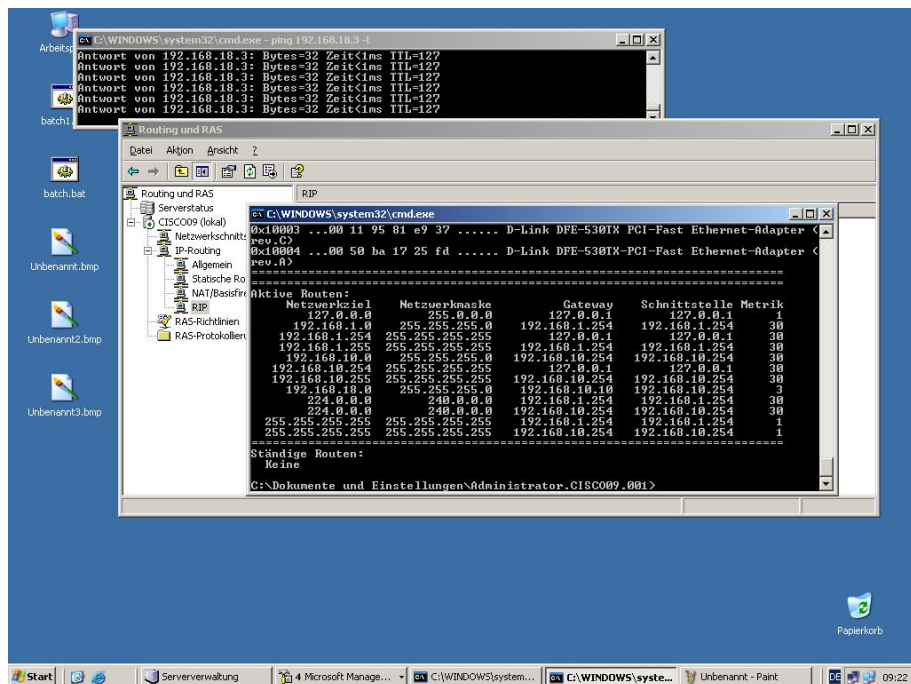 Arbeitsp
C:\WINDOWS\system32\cmd.exe - ping 192.168.18.3 -t
Antwort von 192.168.18.3: Bytes=32 Zeit<1ms TTL=127
Antwort von 192.168.18.3: Bytes=32 Zeit<1ms TTL=127
Antwort von 192.168.18.3: Bytes=32 Zeit<1ms TTL=127
Antwort von 192.168.18.3: Bytes=32 Zeit<1ms TTL=127
Antwort von 192.168.18.3: Bytes=32 Zeit<1ms TTL=127
batch1.
batch.bat
Unbenannt.bmp
Unbenannt2.bmp
Unbenannt3.bmp
Routing und RAS
Datei Aktion Ansicht ?
Routing und RAS
Serverstatus
CISCO09 (lokal)
Netzwerkschnitts
IP-Routing
Allgemein
Statische Ro
NAT/Basisfire
RIP
RAS-Richtlinien
RAS-Protokollieru
RIP
C:\WINDOWS\system32\cmd.exe
0x10003 ...00 11 95 81 e9 37 ...... D-Link DFE-530TX PCI-Fast Ethernet-Adapter (
rev.C)
0x10004 ...00 50 ba 17 25 fd ...... D-Link DFE-530TX-PCI-Fast Ethernet-Adapter (
rev.A)
===========================================================================
===========================================================================
Aktive Routen:
Netzwerkziel Netzwerkmaske Gateway Schnittstelle Metrik
127.0.0.0 255.0.0.0 127.0.0.1 127.0.0.1 1
192.168.1.0 255.255.255.0 192.168.1.254 192.168.1.254 30
192.168.1.254 255.255.255.255 127.0.0.1 127.0.0.1 30
192.168.1.255 255.255.255.255 192.168.1.254 192.168.1.254 30
192.168.10.0 255.255.255.0 192.168.10.254 192.168.10.254 30
192.168.10.254 255.255.255.255 127.0.0.1 127.0.0.1 30
192.168.10.255 255.255.255.255 192.168.10.254 192.168.10.254 30
192.168.18.0 255.255.255.0 192.168.10.10 192.168.10.254 3
224.0.0.0 240.0.0.0 192.168.1.254 192.168.1.254 30
224.0.0.0 240.0.0.0 192.168.10.254 192.168.10.254 30
255.255.255.255 255.255.255.255 192.168.1.254 192.168.1.254 1
255.255.255.255 255.255.255.255 192.168.10.254 192.168.10.254 1
===========================================================================
Ständige Routen:
Keine
C:\Dokumente und Einstellungen\Administrator.CISCO09.001>
Papierkorb
Start Serververwaltung 4 Microsoft Manage... C:\WINDOWS\system... C:\WINDOWS\syste... Unbenannt - Paint DE 09:22